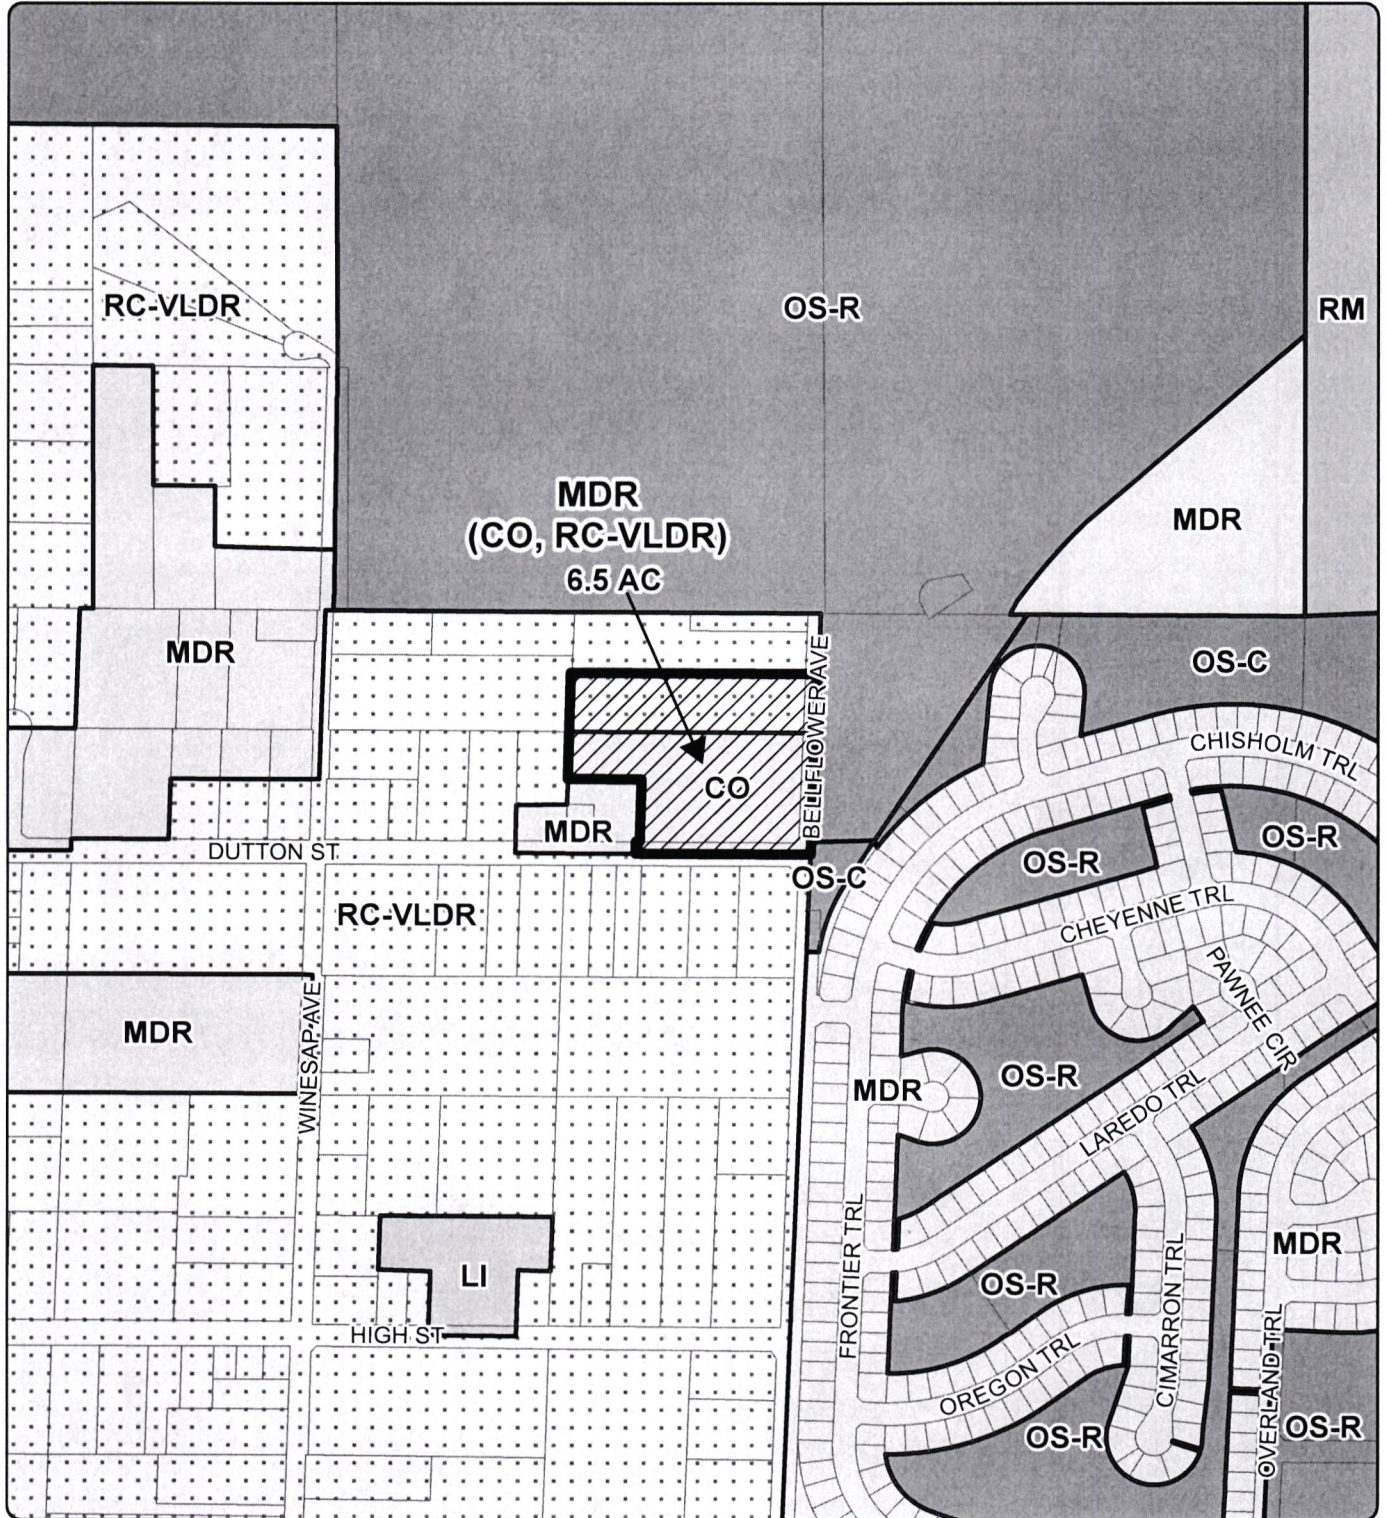 RC-VLDR
OS-R
RM
MDR
(CO, RC-VLDR)
6.5 AC
MDR
MDR
BELLFLOWER AVE
OS-C
CHISHOLM TRL
CO
MDR
DUTTON ST
OS-C
OS-R
OS-R
CHEYENNE TRL
RC-VLDR
PAWNEE CIR
MDR
WINESAP AVE
MDR
OS-R
LAREDO TRL
FRONTIER TRL
LI
HIGH ST
OS-R
CIMARRON TRL
MDR
OREGON TRL
OVERLAND TRL
OS-R
OS-R